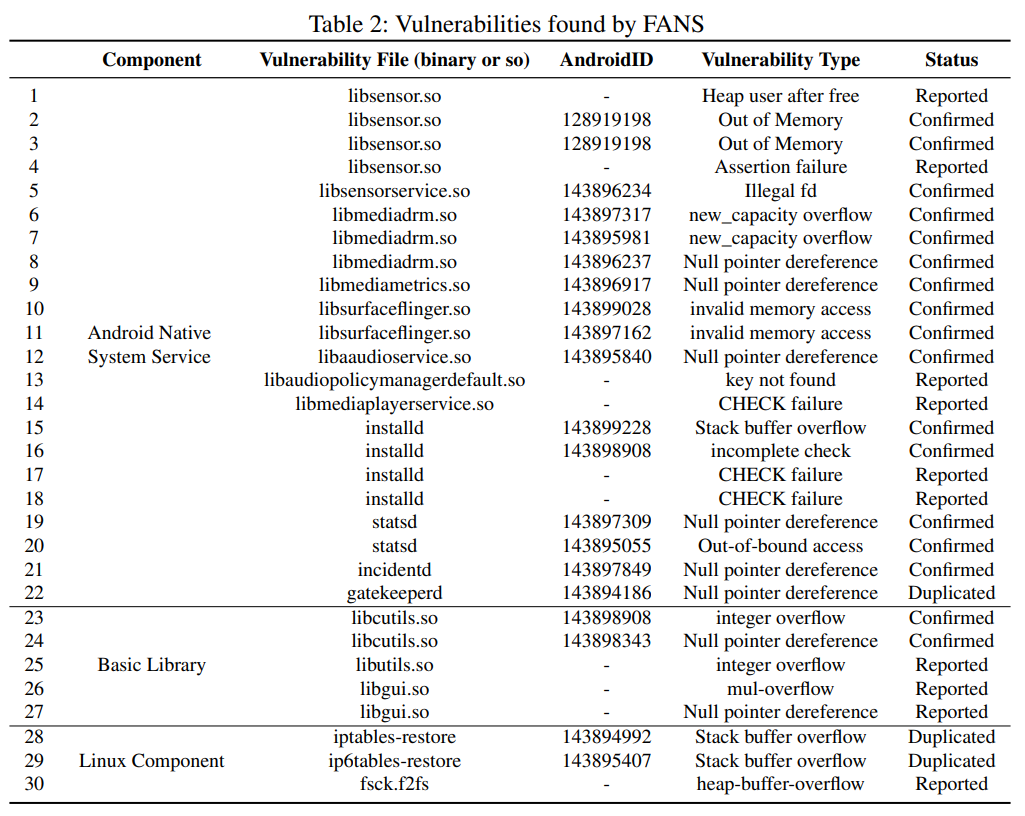 Table 2: Vulnerabilities found by FANS
Component Vulnerability File (binary or so) AndroidID Vulnerability Type Status
1 libsensor.so - Heap user after free Reported
2 libsensor.so 128919198 Out of Memory Confirmed
3 libsensor.so 128919198 Out of Memory Confirmed
4 libsensor.so - Assertion failure Reported
5 libsensorservice.so 143896234 Illegal fd Confirmed
6 libmediadrm.so 143897317 new_capacity overflow Confirmed
7 libmediadrm.so 143895981 new_capacity overflow Confirmed
8 libmediadrm.so 143896237 Null pointer dereference Confirmed
9 libmediametrics.so 143896917 Null pointer dereference Confirmed
10 libsurfaceflinger.so 143899028 invalid memory access Confirmed
11 Android Native libsurfaceflinger.so 143897162 invalid memory access Confirmed
12 System Service libaaudioservice.so 143895840 Null pointer dereference Confirmed
13 libaudiopolicymanagerdefault.so - key not found Reported
14 libmediaplayerservice.so - CHECK failure Reported
15 installd 143899228 Stack buffer overflow Confirmed
16 installd 143898908 incomplete check Confirmed
17 installd - CHECK failure Reported
18 installd - CHECK failure Reported
19 statsd 143897309 Null pointer dereference Confirmed
20 statsd 143895055 Out-of-bound access Confirmed
21 incidentd 143897849 Null pointer dereference Confirmed
22 gatekeeperd 143894186 Null pointer dereference Duplicated
23 libcutils.so 143898908 integer overflow Confirmed
24 libcutils.so 143898343 Null pointer dereference Confirmed
25 Basic Library libutils.so - integer overflow Reported
26 libgui.so - mul-overflow Reported
27 libgui.so - Null pointer dereference Reported
28 iptables-restore 143894992 Stack buffer overflow Duplicated
29 Linux Component ip6tables-restore 143895407 Stack buffer overflow Duplicated
30 fsck.f2fs - heap-buffer-overflow Reported